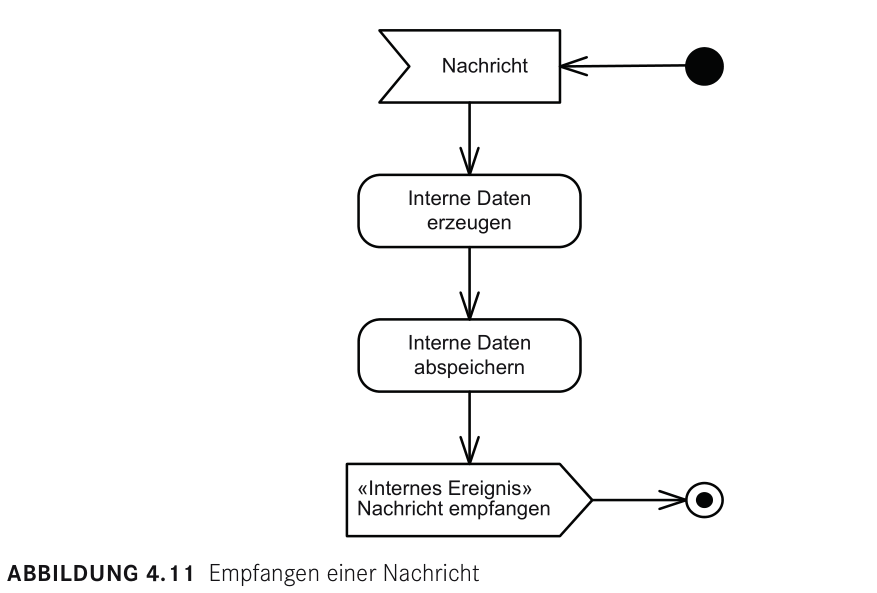 Nachricht
Interne Daten
erzeugen
Interne Daten
abspeichern
«Internes Ereignis»
Nachricht empfangen
ABBILDUNG 4.11 Empfangen einer Nachricht